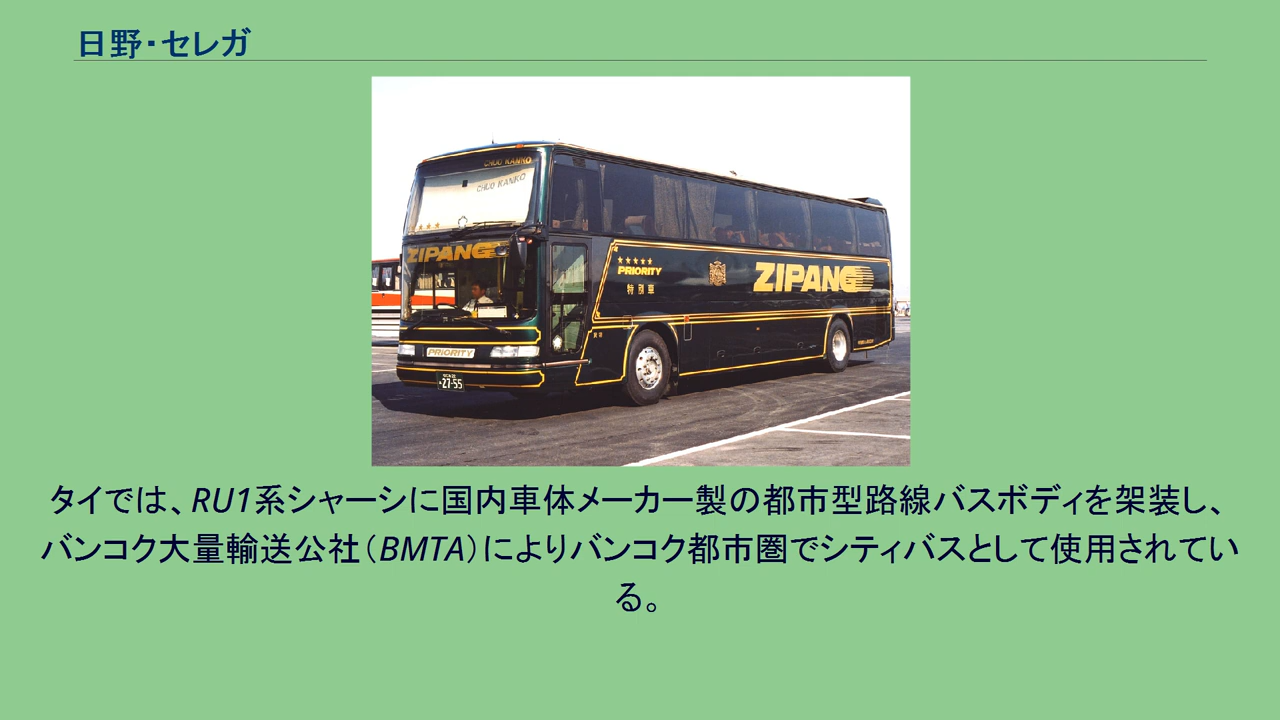 日野・セレガ
CHUO KANKO
CHUO KANKO
ZIPANG
PRIORITY
特別車
ZIPANG
PRIORITY
27-55
タイでは、RU1系シャーシに国内車体メーカー製の都市型路線バスボディを架装し、
バンコク大量輸送公社（BMTA）によりバンコク都市圏でシティバスとして使用されてい
る。